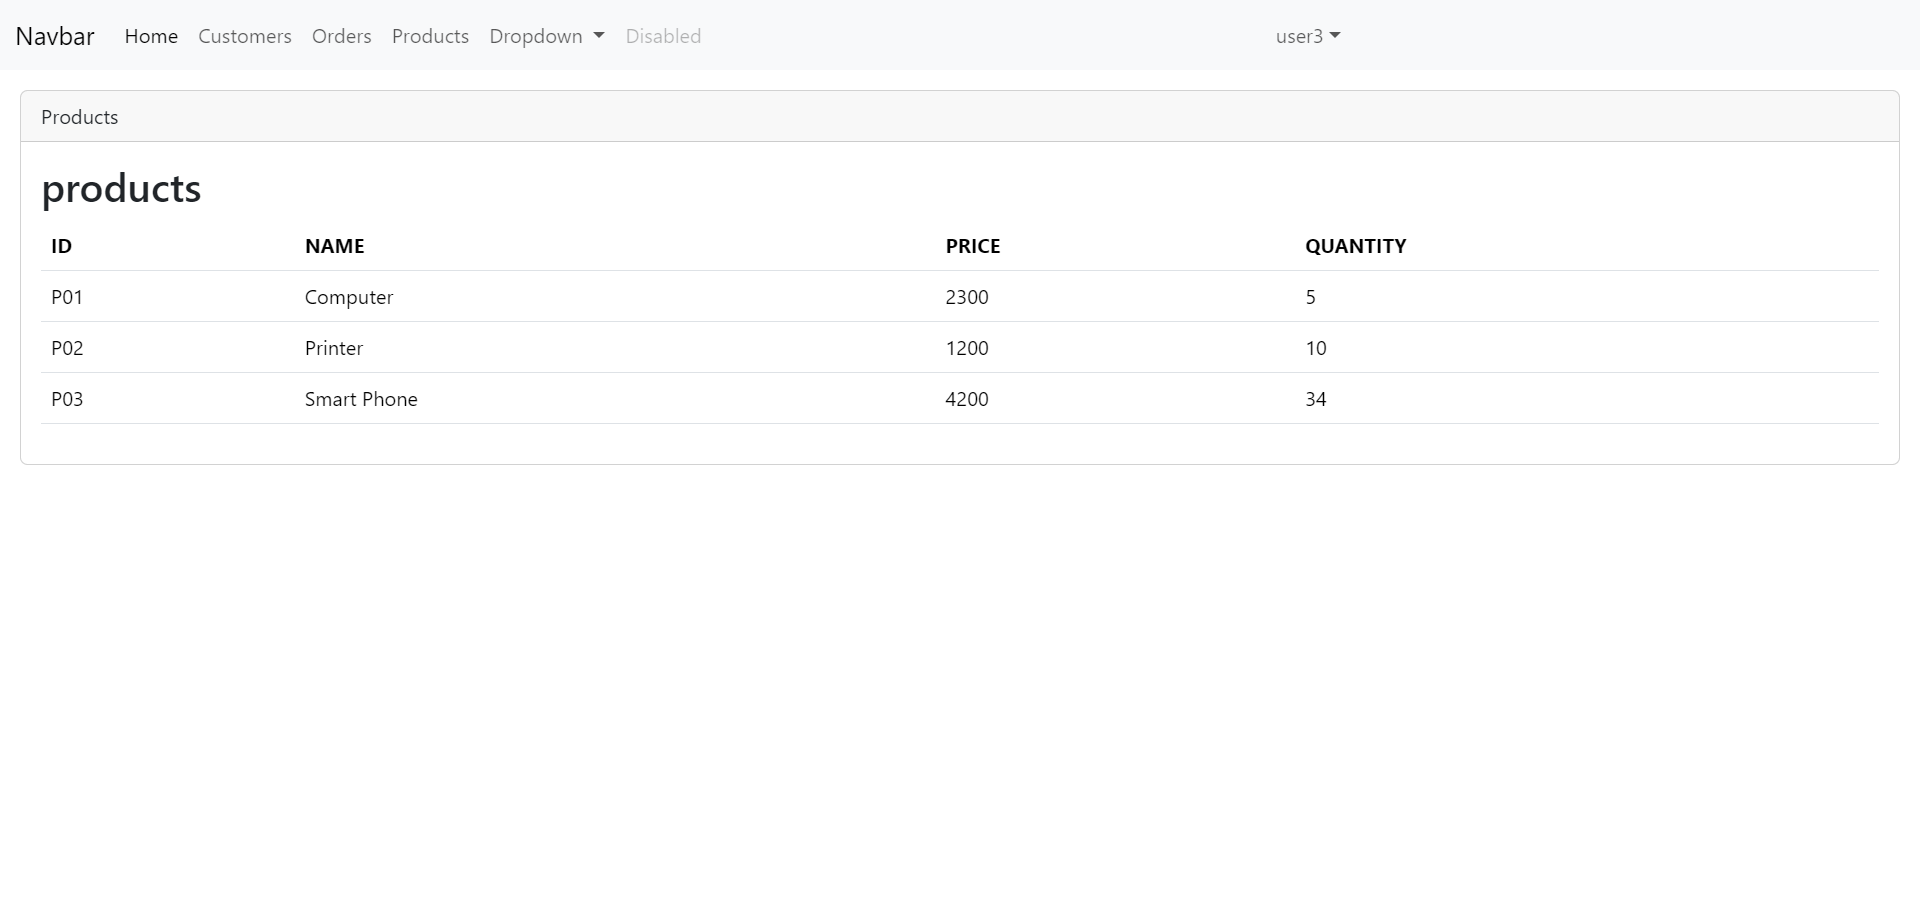 Navbar Home Customers Orders Products Dropdown Disabled user3
Products
products
ID NAME PRICE QUANTITY
P01 Computer 2300 5
P02 Printer 1200 10
P03 Smart Phone 4200 34